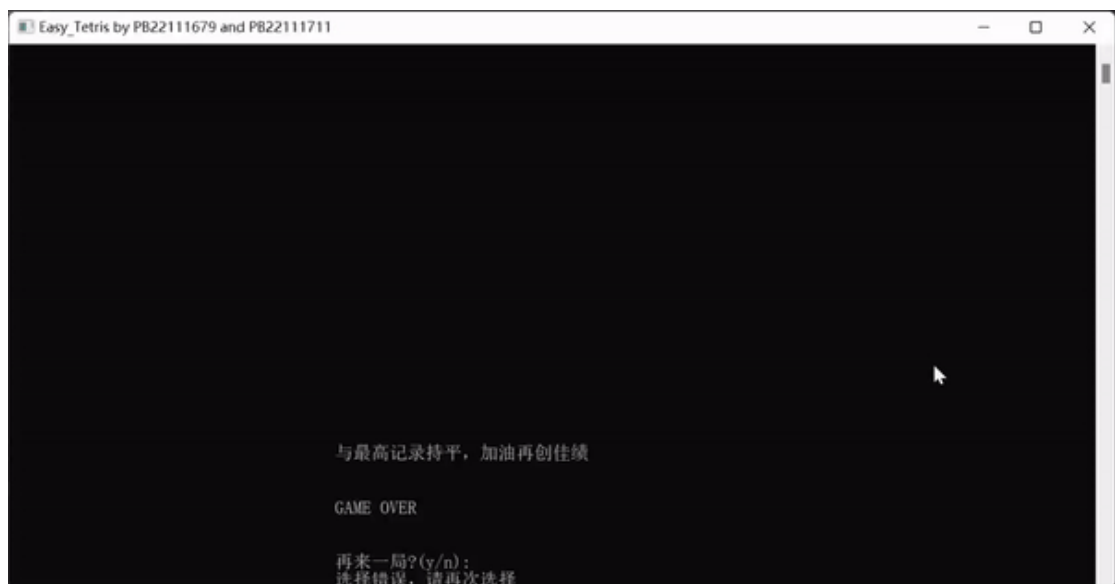 Easy_Tetris by PB22111679 and PB22111711
与最高记录持平，加油再创佳绩
GAME OVER
再来一局?(y/n):
选择错误，请再次选择